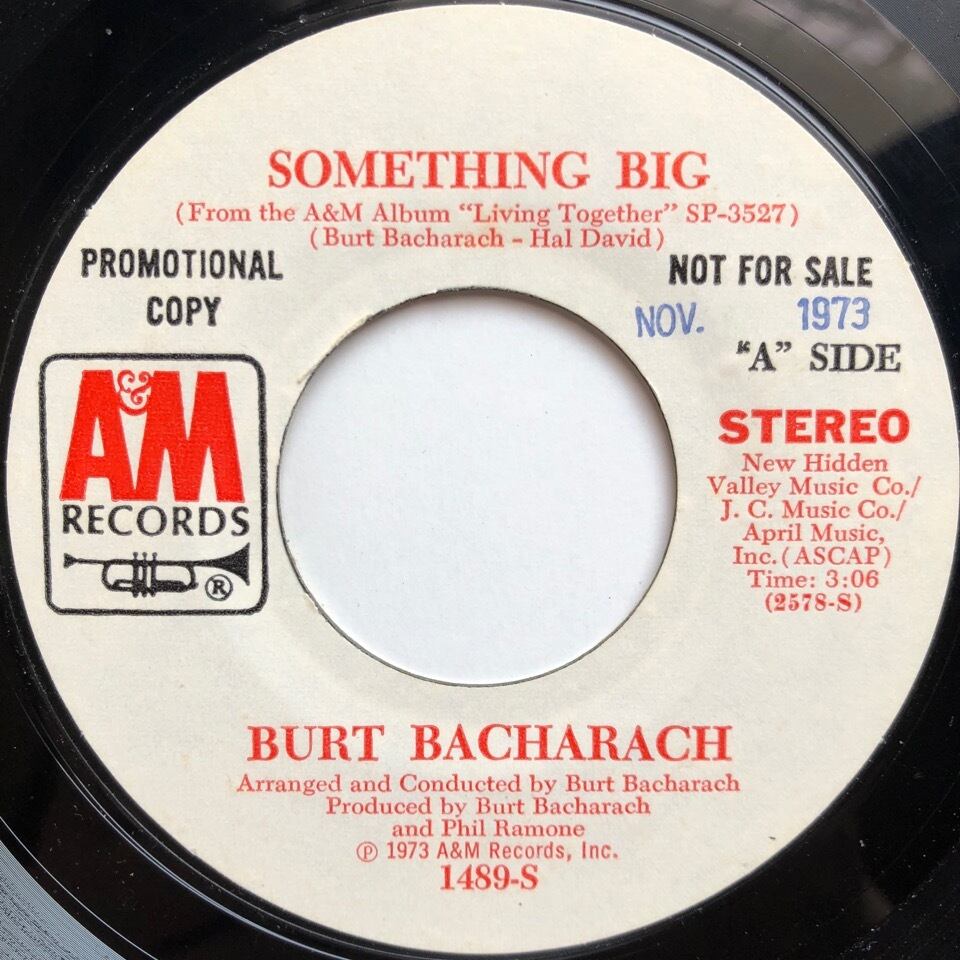 SOMETHING BIG
(From the A&M Album "Living Together" SP-3527)
(Burt Bacharach - Hal David)
PROMOTIONAL
COPY
NOT FOR SALE
NOV. 1973
"A" SIDE
A&M
RECORDS
®
STEREO
New Hidden
Valley Music Co./
J. C. Music Co./
April Music,
Inc. (ASCAP)
Time: 3:06
(2578-S)
BURT BACHARACH
Arranged and Conducted by Burt Bacharach
Produced by Burt Bacharach
and Phil Ramone
℗ 1973 A&M Records, Inc.
1489-S